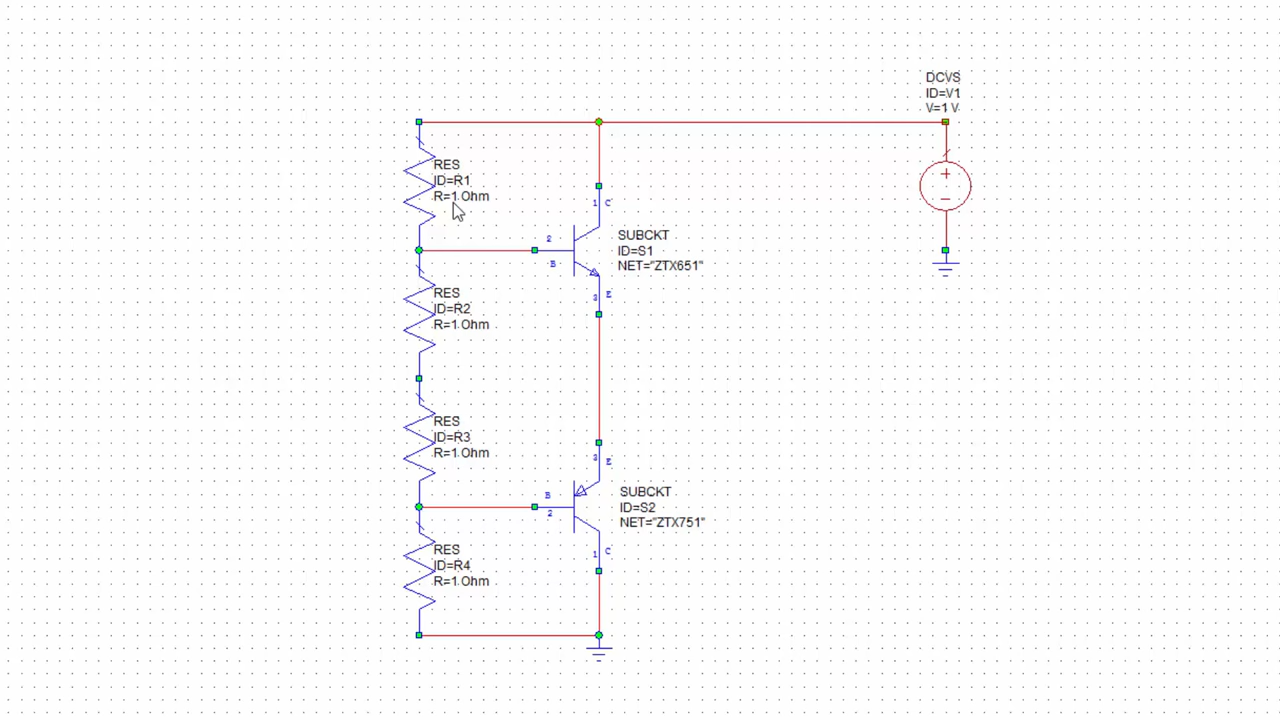 DCVS
ID=V1
V=1 V
RES
ID=R1
R=1 Ohm
1 C
2
B
SUBCKT
ID=S1
NET="ZTX651"
3 E
RES
ID=R2
R=1 Ohm
RES
ID=R3
R=1 Ohm
3 E
B
2
SUBCKT
ID=S2
NET="ZTX751"
1 C
RES
ID=R4
R=1 Ohm